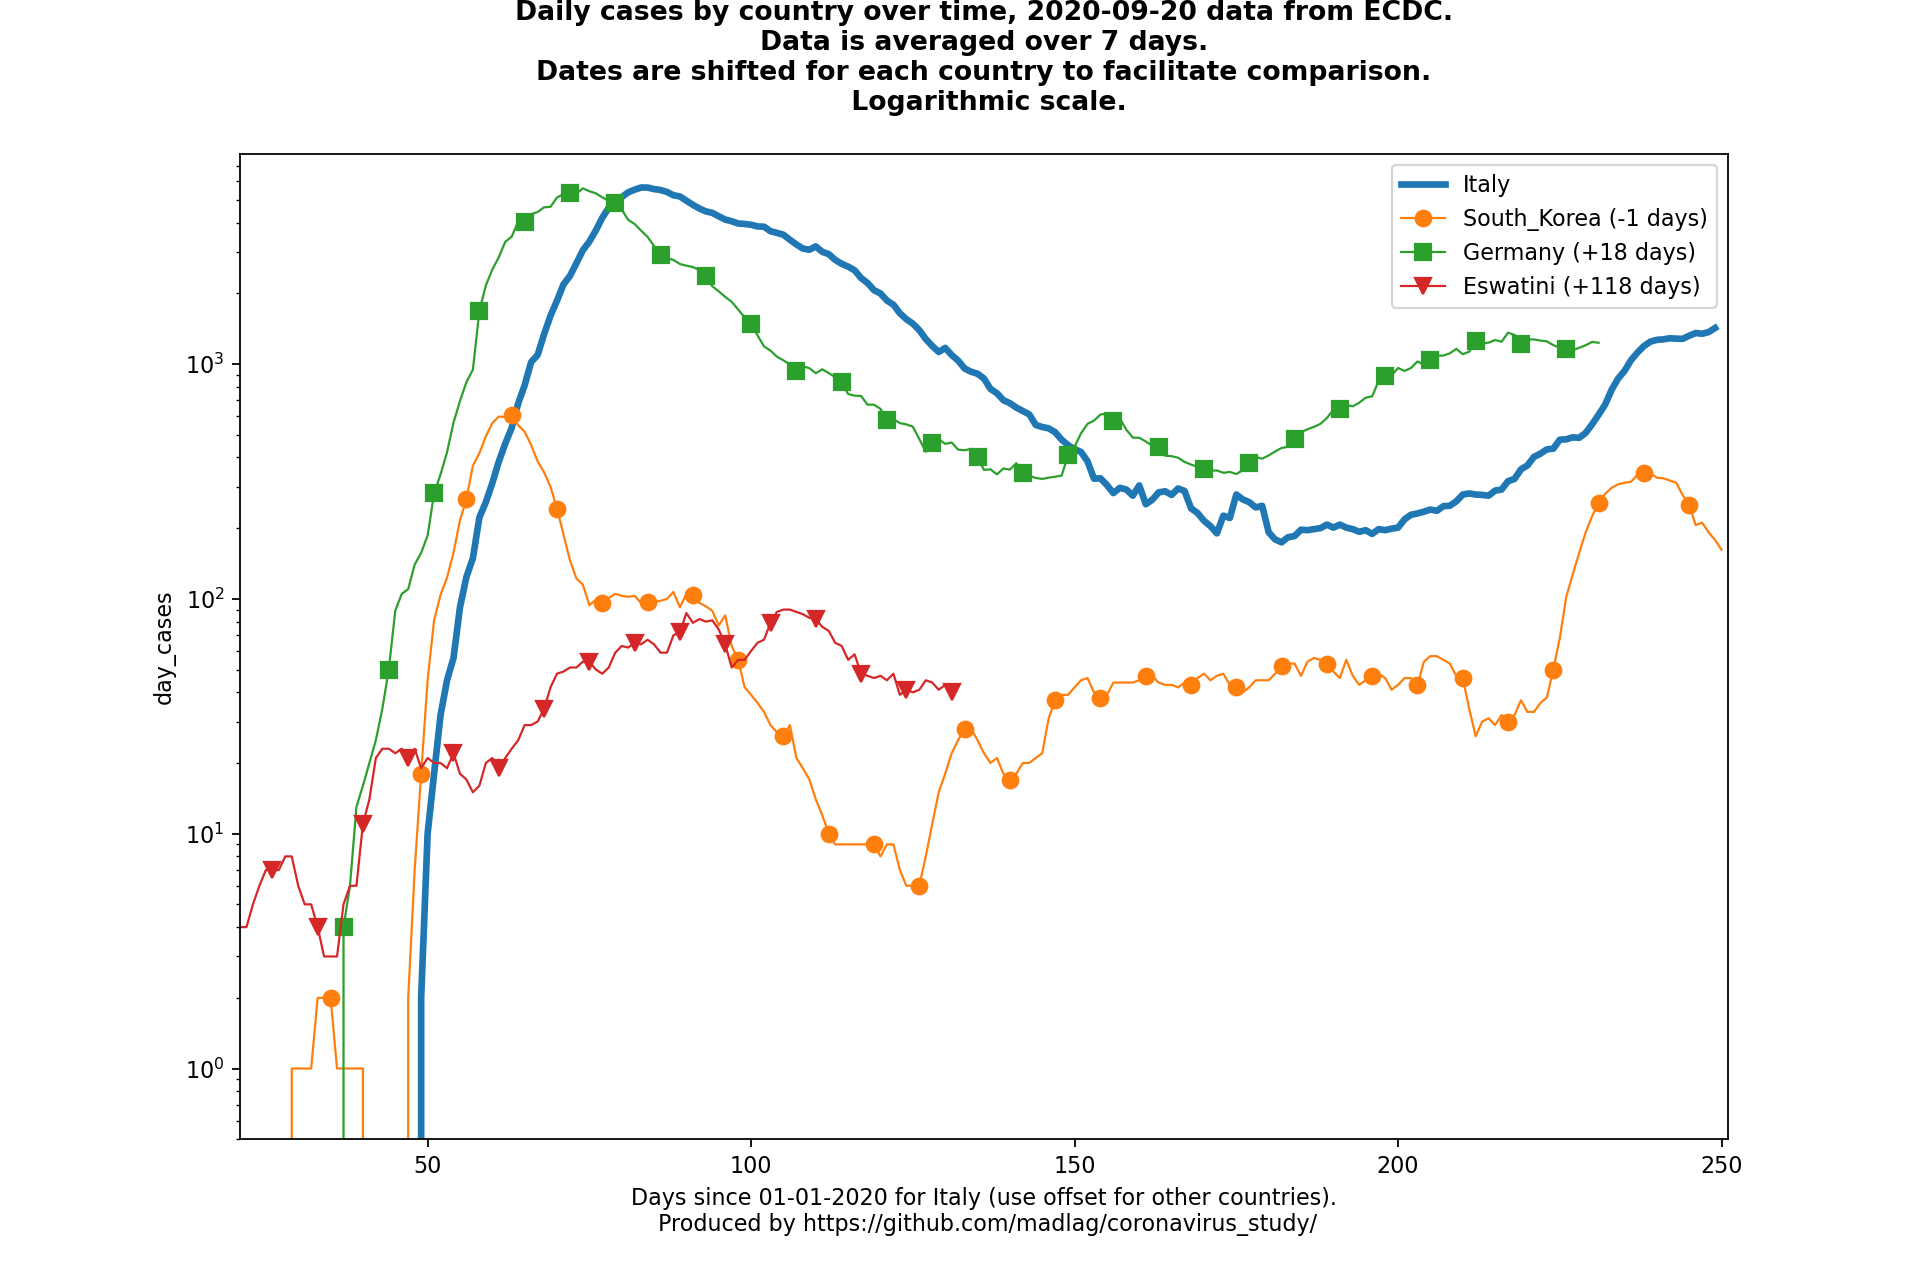 Daily cases by country over time, 2020-09-20 data from ECDC.
Data is averaged over 7 days.
Dates are shifted for each country to facilitate comparison.
Logarithmic scale.
Italy
South_Korea (-1 days)
Germany (+18 days)
Eswatini (+118 days)
day_cases
10³
10²
10¹
10⁰
50
100
150
200
250
Days since 01-01-2020 for Italy (use offset for other countries).
Produced by https://github.com/madlag/coronavirus_study/